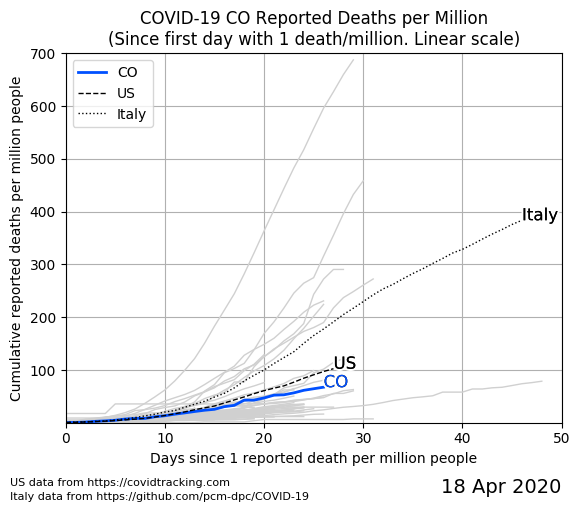 COVID-19 CO Reported Deaths per Million
(Since first day with 1 death/million. Linear scale)
Cumulative reported deaths per million people
700
600
500
400
300
200
100
CO
US
Italy
Italy
US
CO
0
10
20
30
40
50
Days since 1 reported death per million people
US data from https://covidtracking.com
Italy data from https://github.com/pcm-dpc/COVID-19
18 Apr 2020